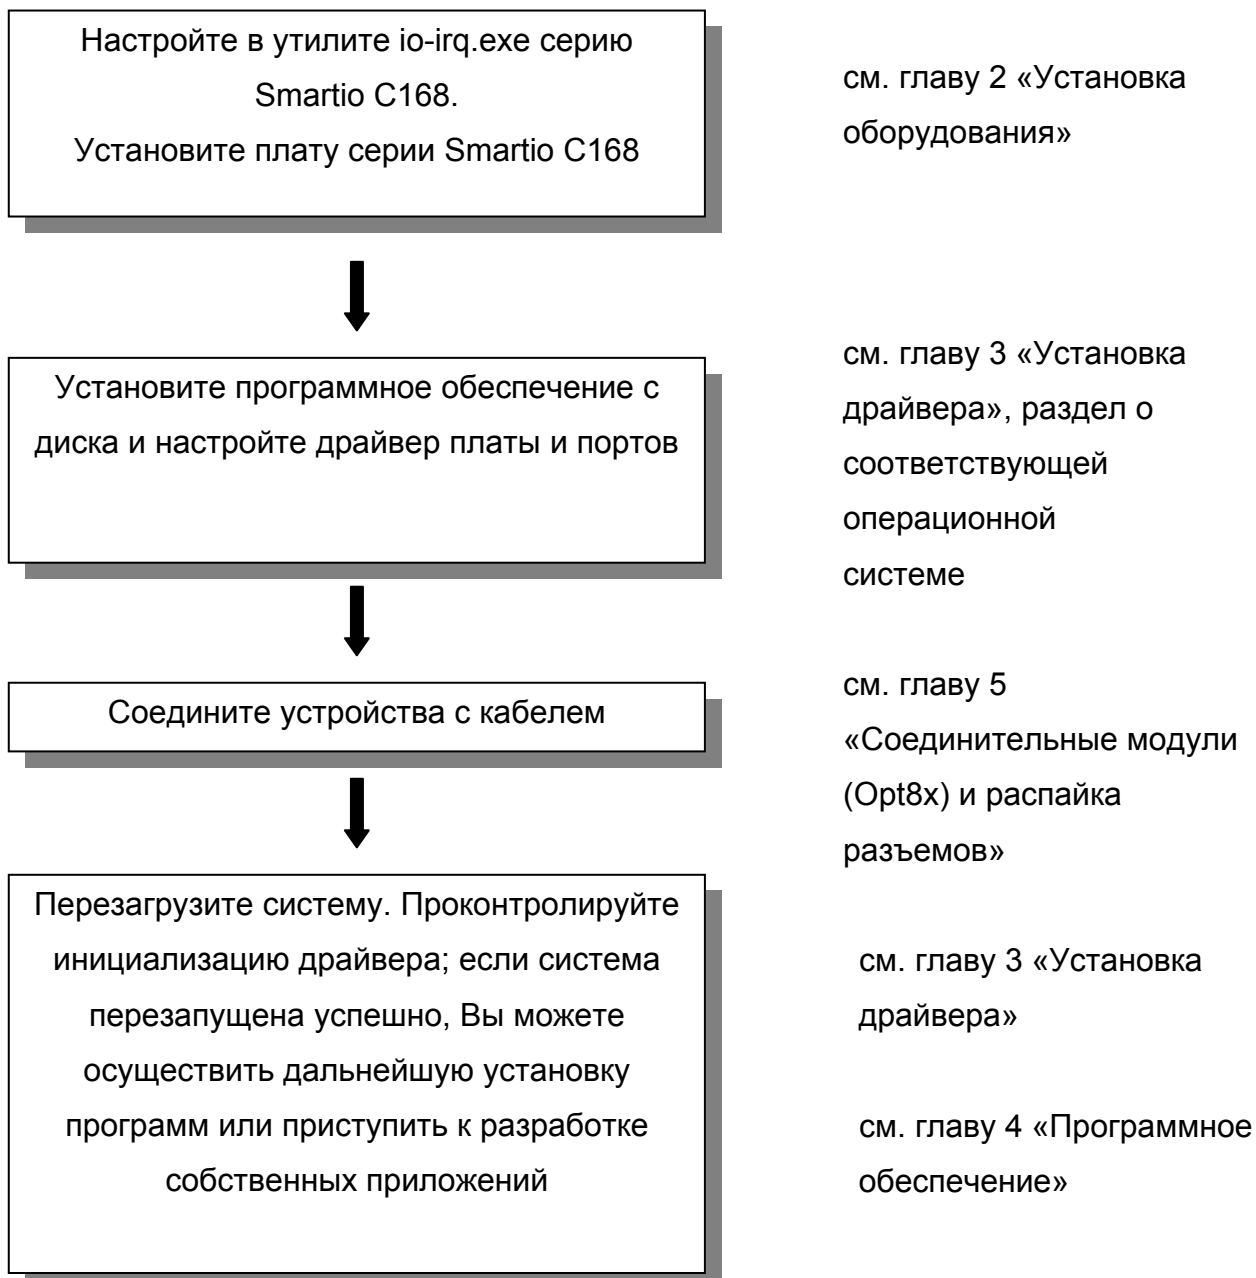 Настройте в утилите io-irq.exe серию
Smartio C168.
Установите плату серии Smartio C168
см. главу 2 «Установка
оборудования»
Установите программное обеспечение с
диска и настройте драйвер платы и портов
см. главу 3 «Установка
драйвера», раздел о
соответствующей
операционной
системе
Соедините устройства с кабелем
см. главу 5
«Соединительные модули
(Opt8x) и распайка
разъемов»
Перезагрузите систему. Проконтролируйте
инициализацию драйвера; если система
перезапущена успешно, Вы можете
осуществить дальнейшую установку
программ или приступить к разработке
собственных приложений
см. главу 3 «Установка
драйвера»
см. главу 4 «Программное
обеспечение»